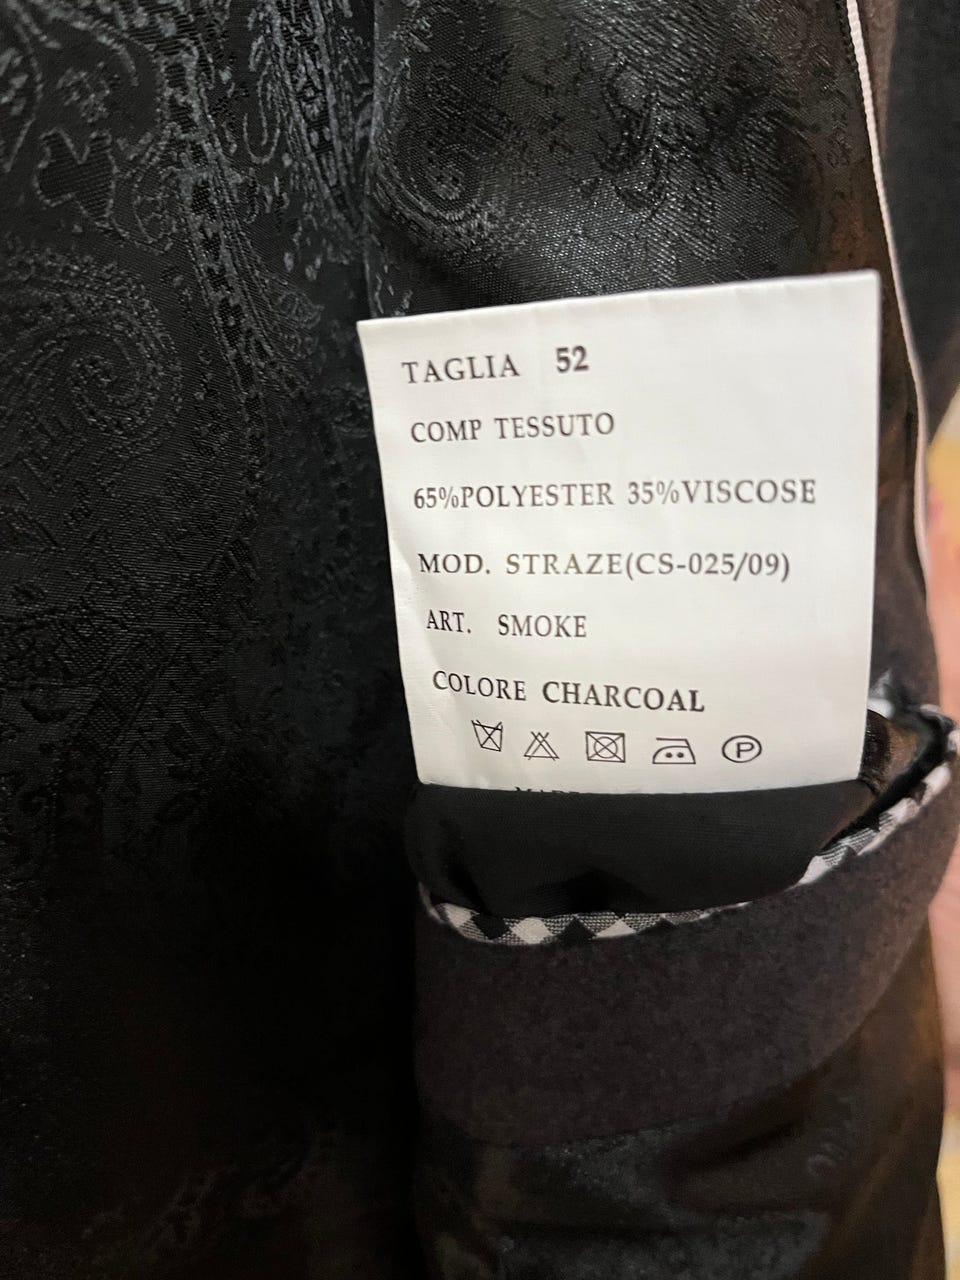 TAGLIA 52
COMP TESSUTO
65%POLYESTER 35%VISCOSE
MOD. STRAZE(CS-025/09)
ART. SMOKE
COLORE CHARCOAL
P